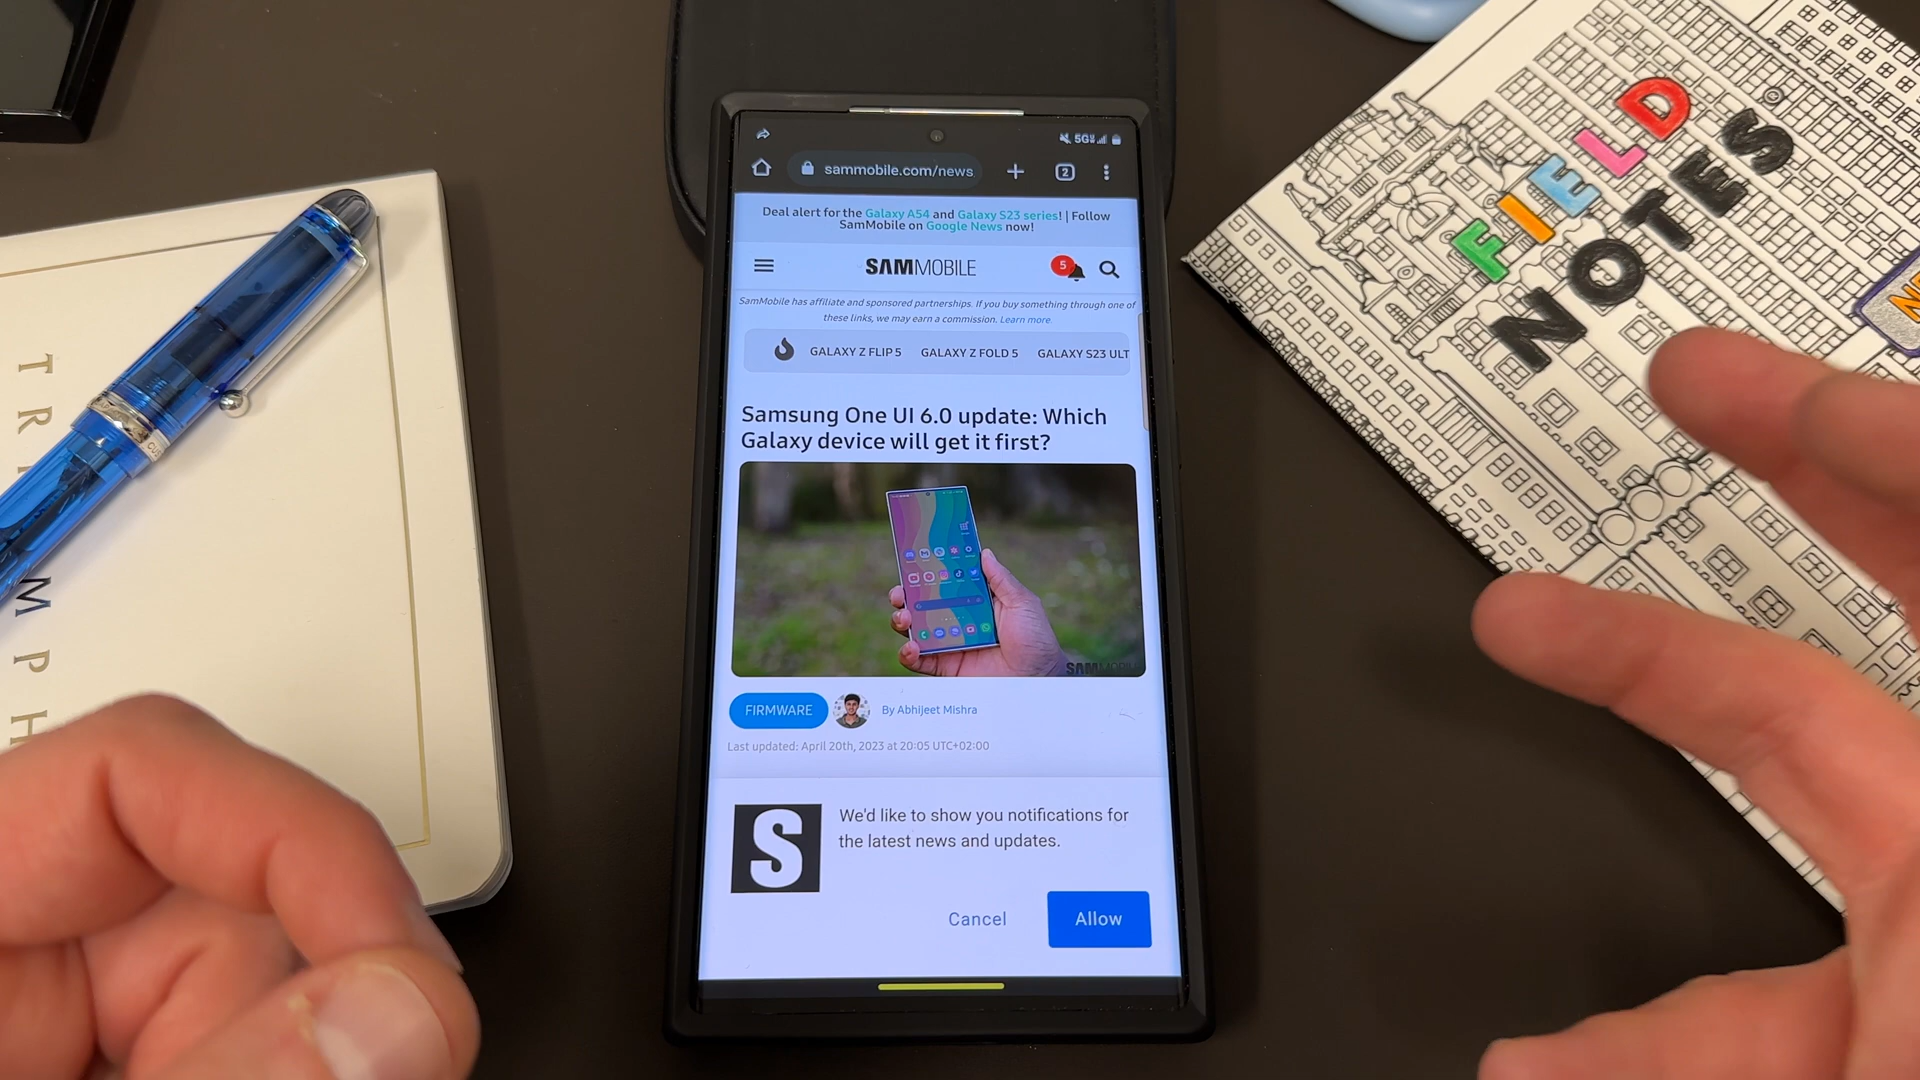 5G
sammobile.com/news
2
Deal alert for the Galaxy A54 and Galaxy S23 series! | Follow
SamMobile on Google News now!
SAMMOBILE
5
SamMobile has affiliate and sponsored partnerships. If you buy something through one of
these links, we may earn a commission. Learn more.
GALAXY Z FLIP 5 GALAXY Z FOLD 5 GALAXY S23 ULT
Samsung One UI 6.0 update: Which
Galaxy device will get it first?
SAMMOBILE
FIRMWARE
By Abhijeet Mishra
Last updated: April 20th, 2023 at 20:05 UTC+02:00
S
We'd like to show you notifications for
the latest news and updates.
Cancel
Allow
FIELD
NOTES